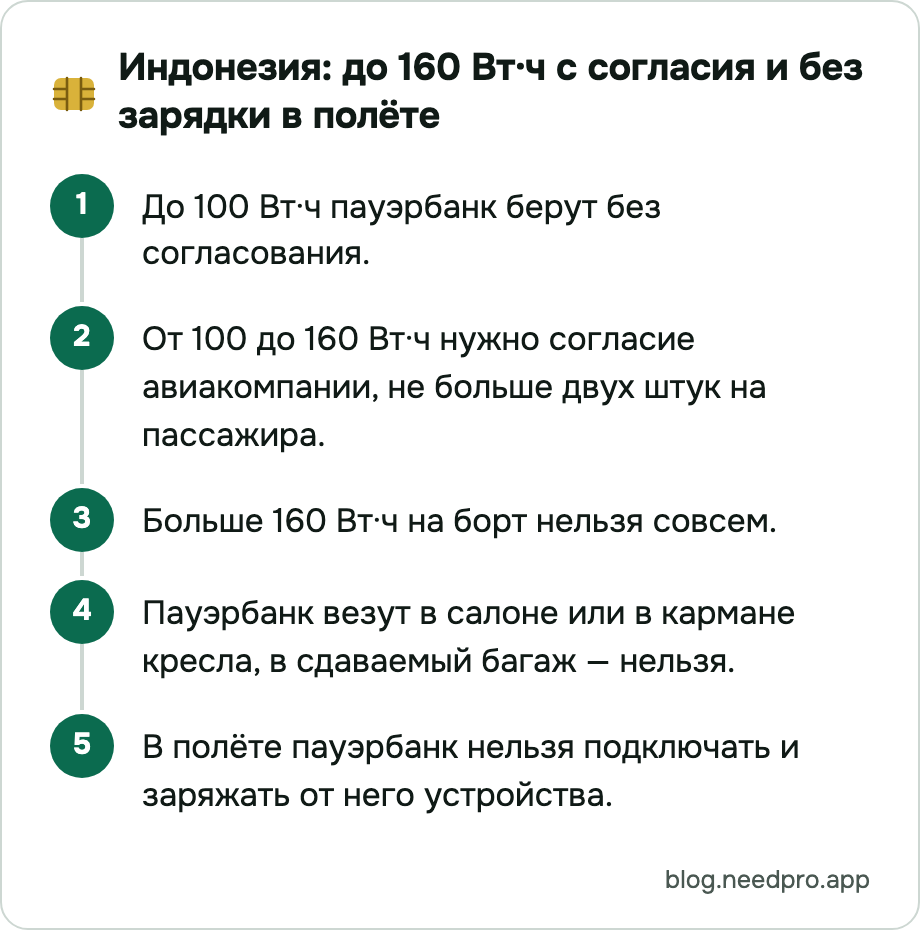 Индонезия: до 160 Вт·ч с согласия и без
зарядки в полёте
1
До 100 Вт·ч пауэрбанк берут без
согласования.
2
От 100 до 160 Вт·ч нужно согласие
авиакомпании, не больше двух штук на
пассажира.
3
Больше 160 Вт·ч на борт нельзя совсем.
4
Пауэрбанк везут в салоне или в кармане
кресла, в сдаваемый багаж — нельзя.
5
В полёте пауэрбанк нельзя подключать и
заряжать от него устройства.
blog.needpro.app